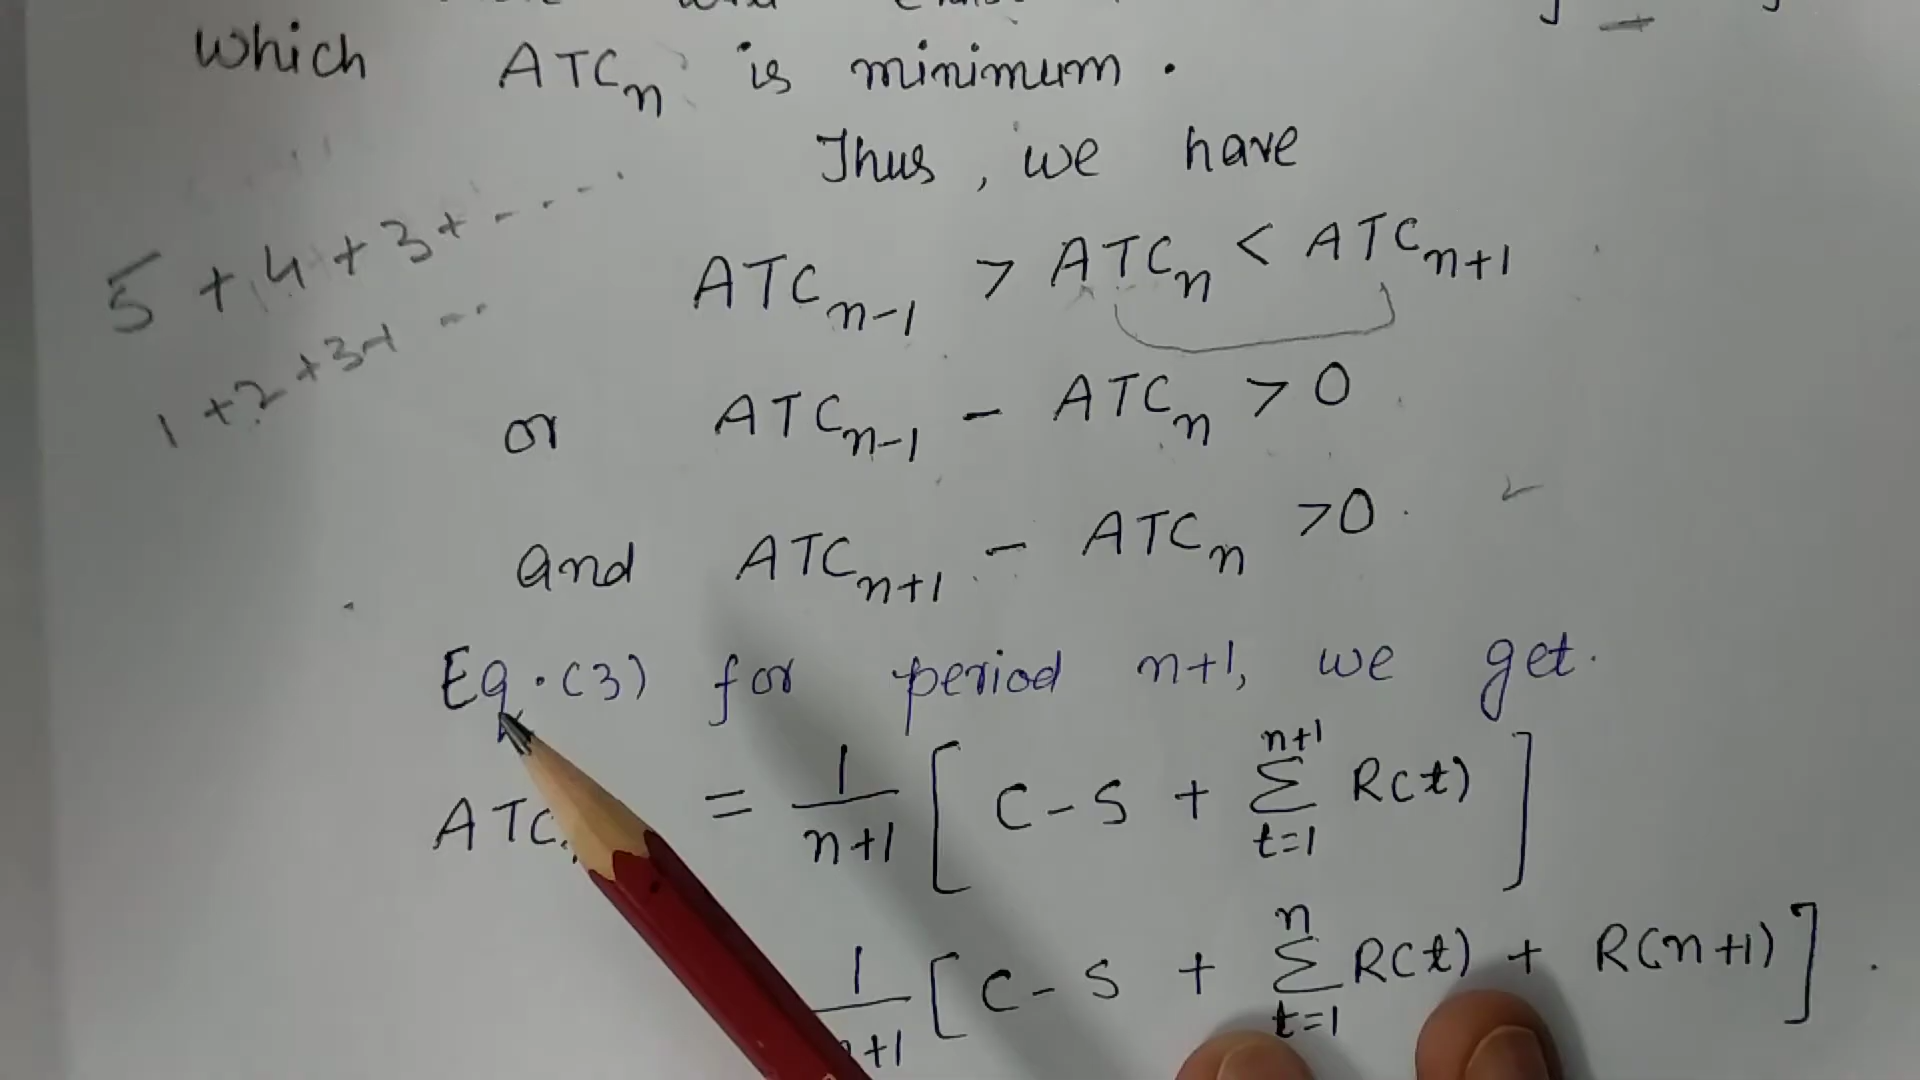 which ATCₙ is minimum.
Thus, we have
5 + 4 + 3 + - - - -
1 + 2 + 3 + - - -
ATCₙ₋₁ > ATCₙ < ATCₙ₊₁
or ATCₙ₋₁ - ATCₙ > 0
and ATCₙ₊₁ - ATCₙ > 0.
Eq. (3) for period n+1, we get.
ATC = 1/(n+1) [ C - S + Σ_{t=1}^{n+1} R(t) ]
1/(n+1) [ C - S + Σ_{t=1}^{n} R(t) + R(n+1) ] .